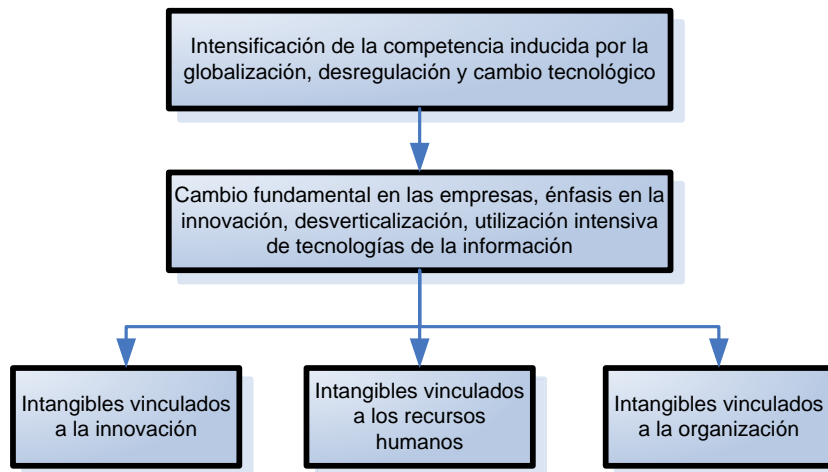 Intensificación de la competencia inducida por la
globalización, desregulación y cambio tecnológico
Cambio fundamental en las empresas, énfasis en la
innovación, desverticalización, utilización intensiva
de tecnologías de la información
Intangibles vinculados
a la innovación
Intangibles vinculados
a los recursos
humanos
Intangibles vinculados
a la organización